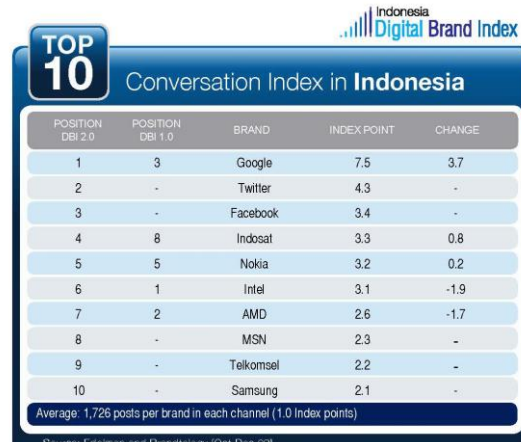 Indonesia
Digital Brand Index
TOP
10
Conversation Index in Indonesia
POSITION DBI 2.0 POSITION DBI 1.0 BRAND INDEX POINT CHANGE
1 3 Google 7.5 3.7
2 - Twitter 4.3 -
3 - Facebook 3.4 -
4 8 Indosat 3.3 0.8
5 5 Nokia 3.2 0.2
6 1 Intel 3.1 -1.9
7 2 AMD 2.6 -1.7
8 - MSN 2.3 -
9 - Telkomsel 2.2 -
10 - Samsung 2.1 -
Average: 1,726 posts per brand in each channel (1.0 Index points)
Source: Edelman and Brandtology